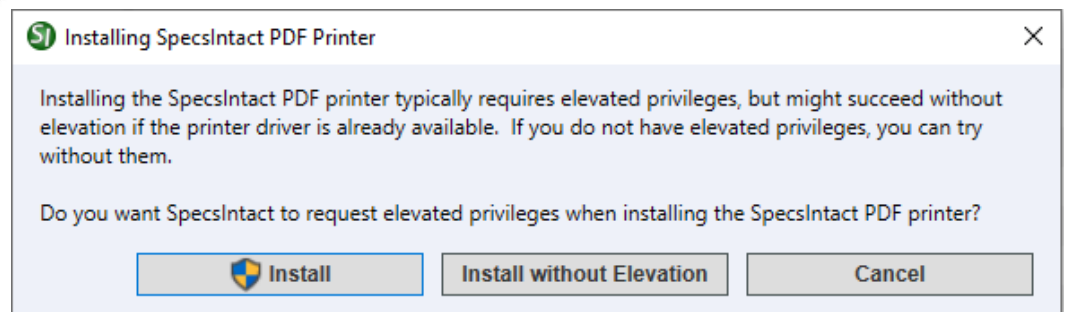 SI Installing SpecsIntact PDF Printer
Installing the SpecsIntact PDF printer typically requires elevated privileges, but might succeed without
elevation if the printer driver is already available.  If you do not have elevated privileges, you can try
without them.
Do you want SpecsIntact to request elevated privileges when installing the SpecsIntact PDF printer?
Install Install without Elevation Cancel